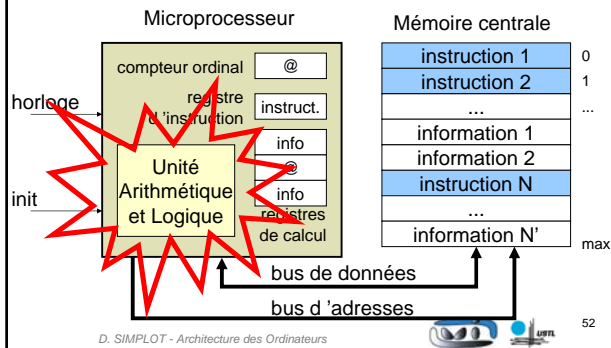 Microprocesseur
Mémoire centrale
compteur ordinal
@
registre
d 'instruction
instruct.
horloge
init
info
@
info
registres
de calcul
Unité
Arithmétique
et Logique
instruction 1
0
instruction 2
1
...
...
information 1
information 2
instruction N
...
information N'
max
bus de données
bus d 'adresses
D. SIMPLOT - Architecture des Ordinateurs
USTL
52